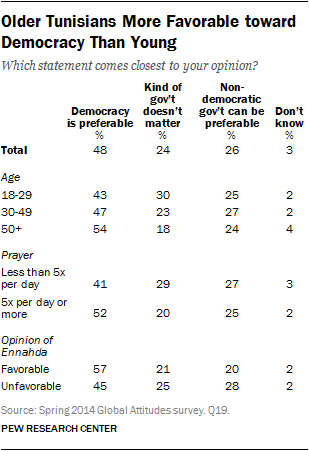 Older Tunisians More Favorable toward
Democracy Than Young
Which statement comes closest to your opinion?
Democracy is preferable Kind of gov't doesn't matter Non-democratic gov't can be preferable Don't know
% % % %
Total 48 24 26 3
Age
18-29 43 30 25 2
30-49 47 23 27 2
50+ 54 18 24 4
Prayer
Less than 5x per day 41 29 27 3
5x per day or more 52 20 25 2
Opinion of Ennahda
Favorable 57 21 20 2
Unfavorable 45 25 28 2
Source: Spring 2014 Global Attitudes survey. Q19.
PEW RESEARCH CENTER